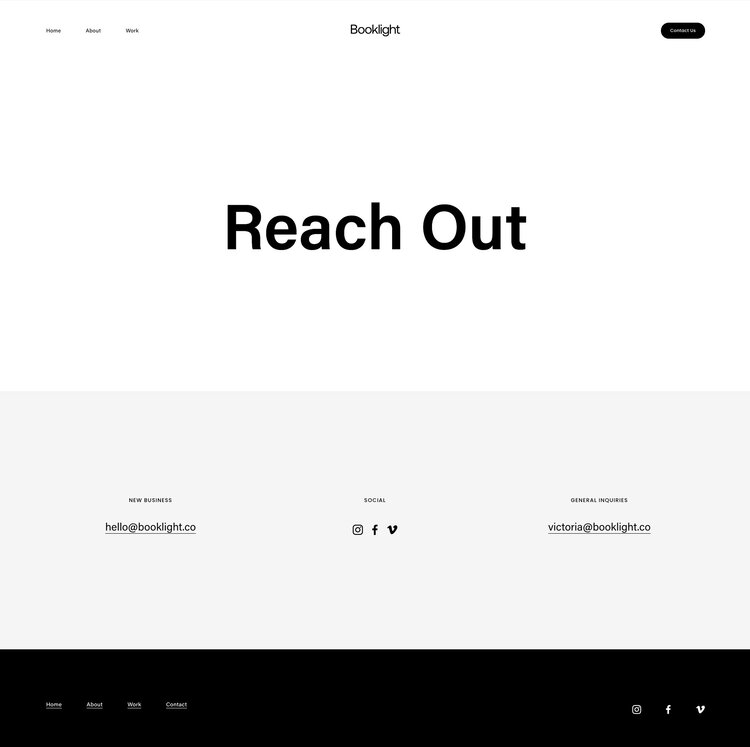 Home About Work Booklight Contact Us
Reach Out
NEW BUSINESS SOCIAL GENERAL INQUIRIES
hello@booklight.co victoria@booklight.co
Home About Work Contact